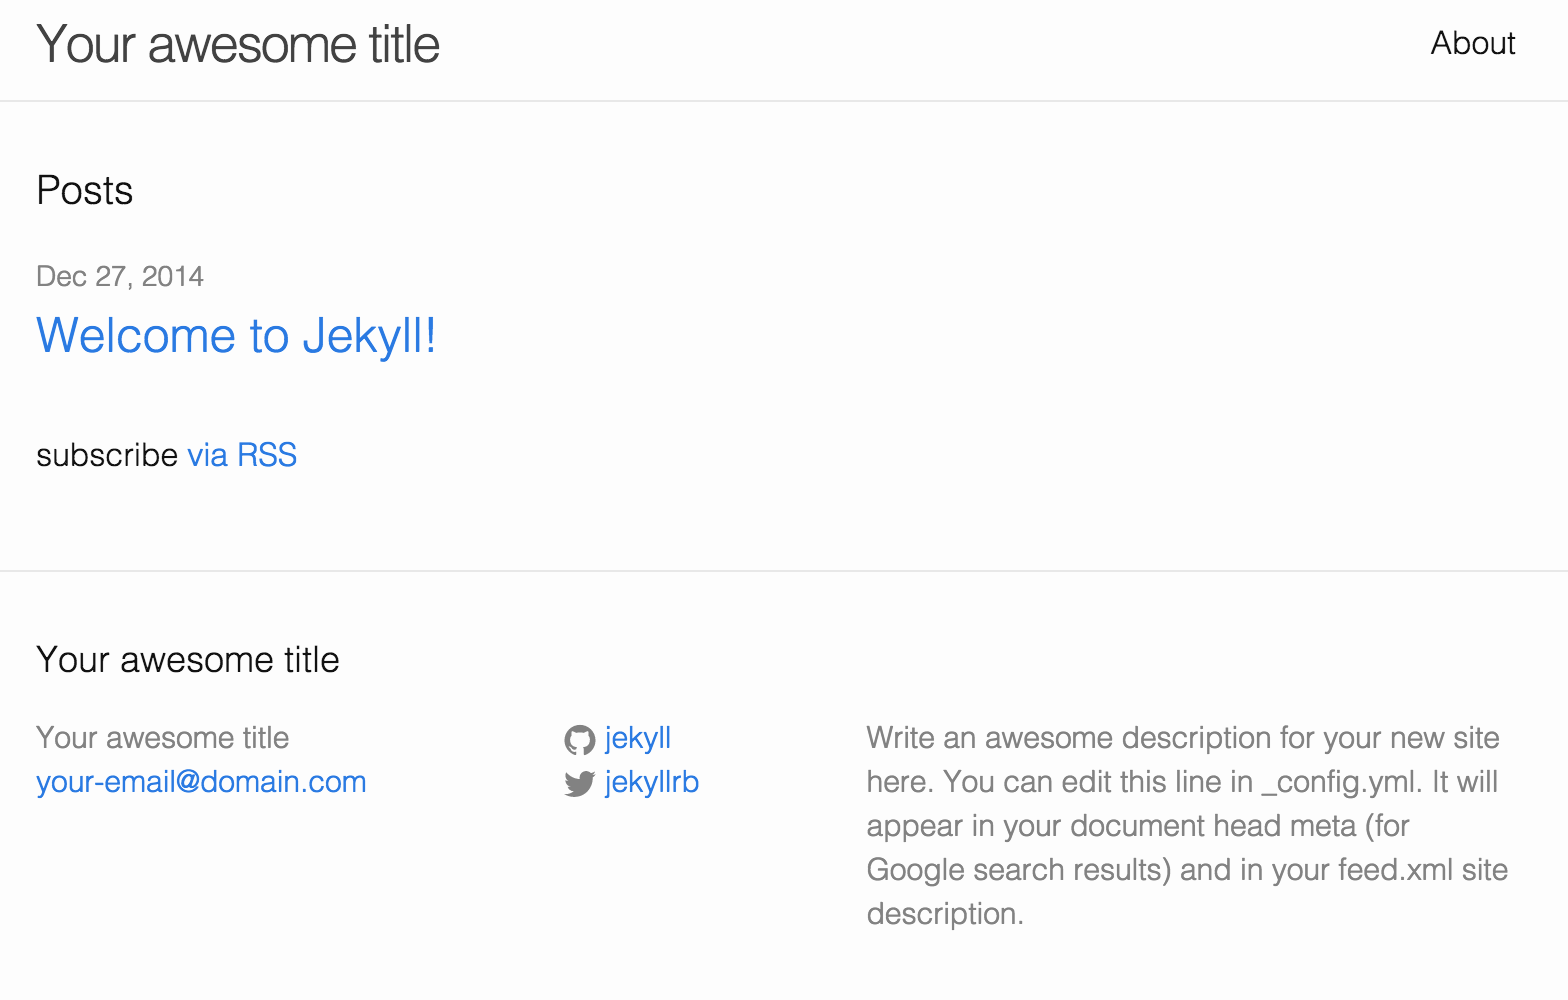 Your awesome title
About
Posts
Dec 27, 2014
Welcome to Jekyll!
subscribe via RSS
Your awesome title
Your awesome title
your-email@domain.com
jekyll
jekyllrb
Write an awesome description for your new site
here. You can edit this line in _config.yml. It will
appear in your document head meta (for
Google search results) and in your feed.xml site
description.